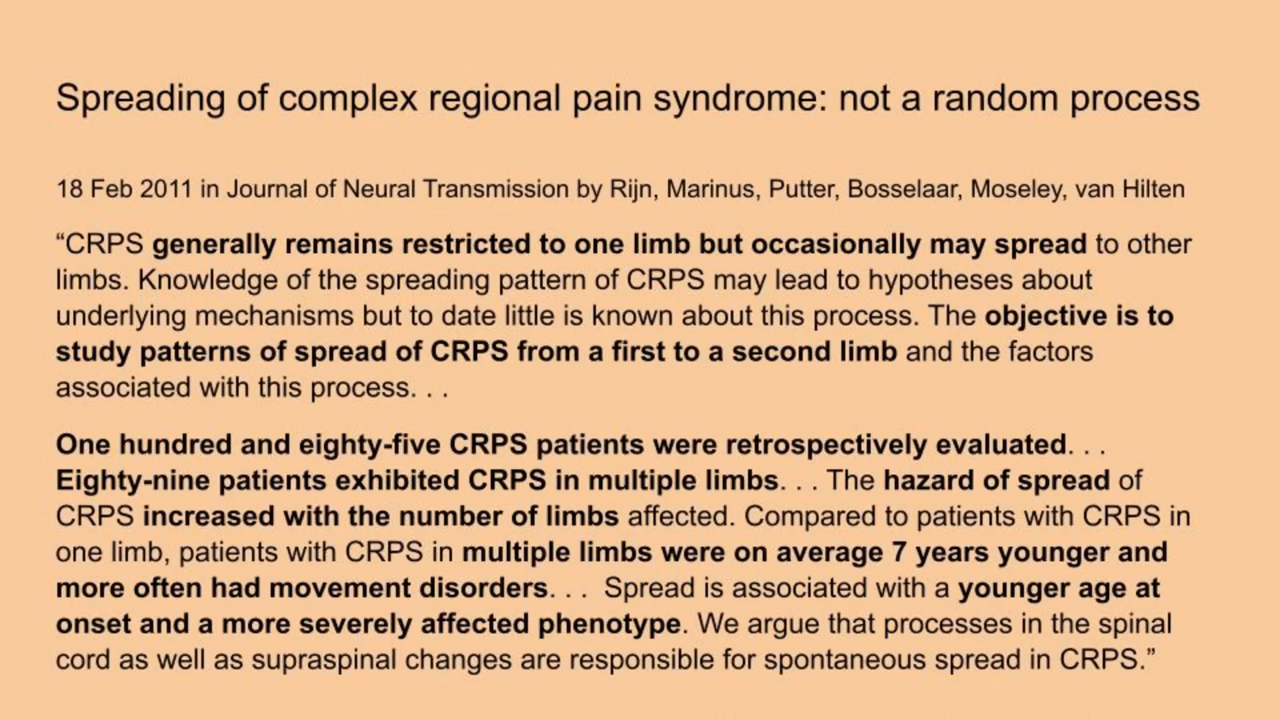 Spreading of complex regional pain syndrome: not a random process
18 Feb 2011 in Journal of Neural Transmission by Rijn, Marinus, Putter, Bosselaar, Moseley, van Hilten
“CRPS generally remains restricted to one limb but occasionally may spread to other
limbs. Knowledge of the spreading pattern of CRPS may lead to hypotheses about
underlying mechanisms but to date little is known about this process. The objective is to
study patterns of spread of CRPS from a first to a second limb and the factors
associated with this process. . .
One hundred and eighty-five CRPS patients were retrospectively evaluated. . .
Eighty-nine patients exhibited CRPS in multiple limbs. . . The hazard of spread of
CRPS increased with the number of limbs affected. Compared to patients with CRPS in
one limb, patients with CRPS in multiple limbs were on average 7 years younger and
more often had movement disorders. . . Spread is associated with a younger age at
onset and a more severely affected phenotype. We argue that processes in the spinal
cord as well as supraspinal changes are responsible for spontaneous spread in CRPS.”